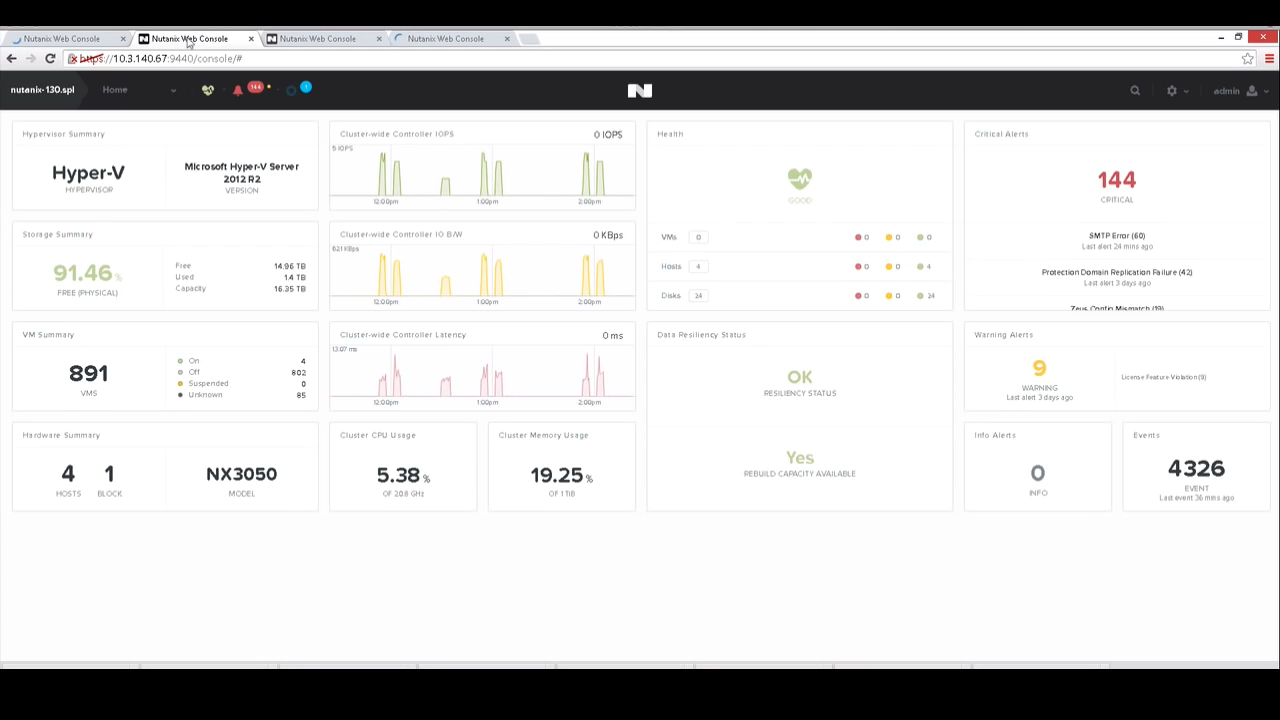 Nutanix Web Console
Nutanix Web Console
Nutanix Web Console
Nutanix Web Console
https://10.3.140.67:9440/console/#
nutanix-130.spl
Home
144
1
admin
Hypervisor Summary
Hyper-V
HYPERVISOR
Microsoft Hyper-V Server
2012 R2
VERSION
Storage Summary
91.46 %
FREE (PHYSICAL)
Free 14.96 TB
Used 1.4 TB
Capacity 16.35 TB
VM Summary
891
VMS
On 4
Off 802
Suspended 0
Unknown 85
Hardware Summary
4
HOSTS
1
BLOCK
NX3050
MODEL
Cluster-wide Controller IOPS 0 IOPS
5 IOPS
12:00pm 1:00pm 2:00pm
Cluster-wide Controller IO B/W 0 KBps
621 KBps
12:00pm 1:00pm 2:00pm
Cluster-wide Controller Latency 0 ms
13.07 ms
12:00pm 1:00pm 2:00pm
Cluster CPU Usage
5.38 %
OF 208 GHz
Cluster Memory Usage
19.25 %
OF 1 TiB
Health
GOOD
VMs 0 0 0 0
Hosts 4 0 0 4
Disks 24 0 0 24
Data Resiliency Status
OK
RESILIENCY STATUS
Yes
REBUILD CAPACITY AVAILABLE
Critical Alerts
144
CRITICAL
SMTP Error (60)
Last alert 24 mins ago
Protection Domain Replication Failure (42)
Last alert 3 days ago
Zeus Config Mismatch (19)
Warning Alerts
9
WARNING
Last alert 3 days ago
License Feature Violation (9)
Info Alerts
0
INFO
Events
4326
EVENT
Last event 36 mins ago